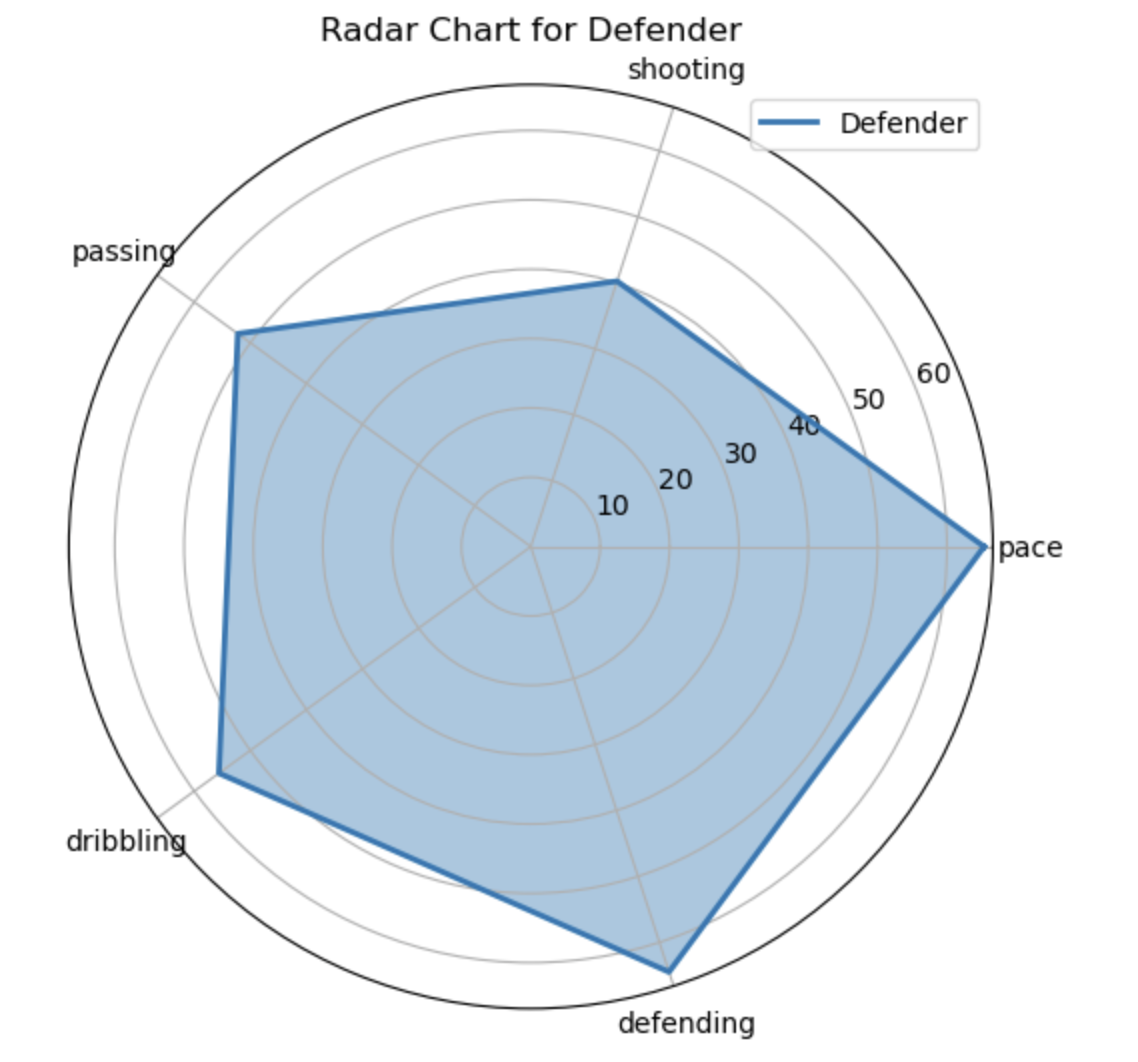 Radar Chart for Defender
shooting
Defender
passing
60
50
40
30
20
10
pace
dribbling
defending